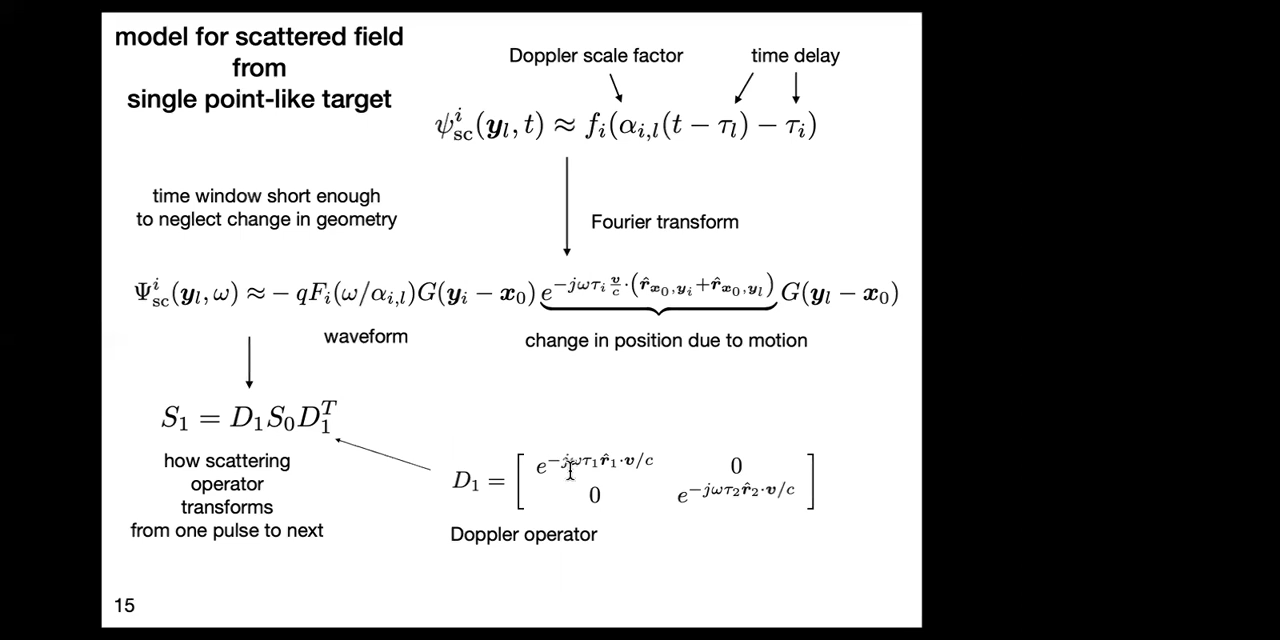 model for scattered field
from
single point-like target
Doppler scale factor
time delay
ψ^i_sc(y_l, t) ≈ f_i(α_{i,l}(t − τ_l) − τ_i)
time window short enough
to neglect change in geometry
Fourier transform
Ψ^i_sc(y_l, ω) ≈ − qF_i(ω/α_{i,l})G(y_i − x_0) e^{−jωτ_i v/c · (r̂_{x_0,y_i} + r̂_{x_0,y_l})} G(y_l − x_0)
waveform
change in position due to motion
S_1 = D_1 S_0 D_1^T
how scattering
operator
transforms
from one pulse to next
D_1 = [ e^{−jωτ_1 r̂_1·v/c} 0
0 e^{−jωτ_2 r̂_2·v/c} ]
Doppler operator
15